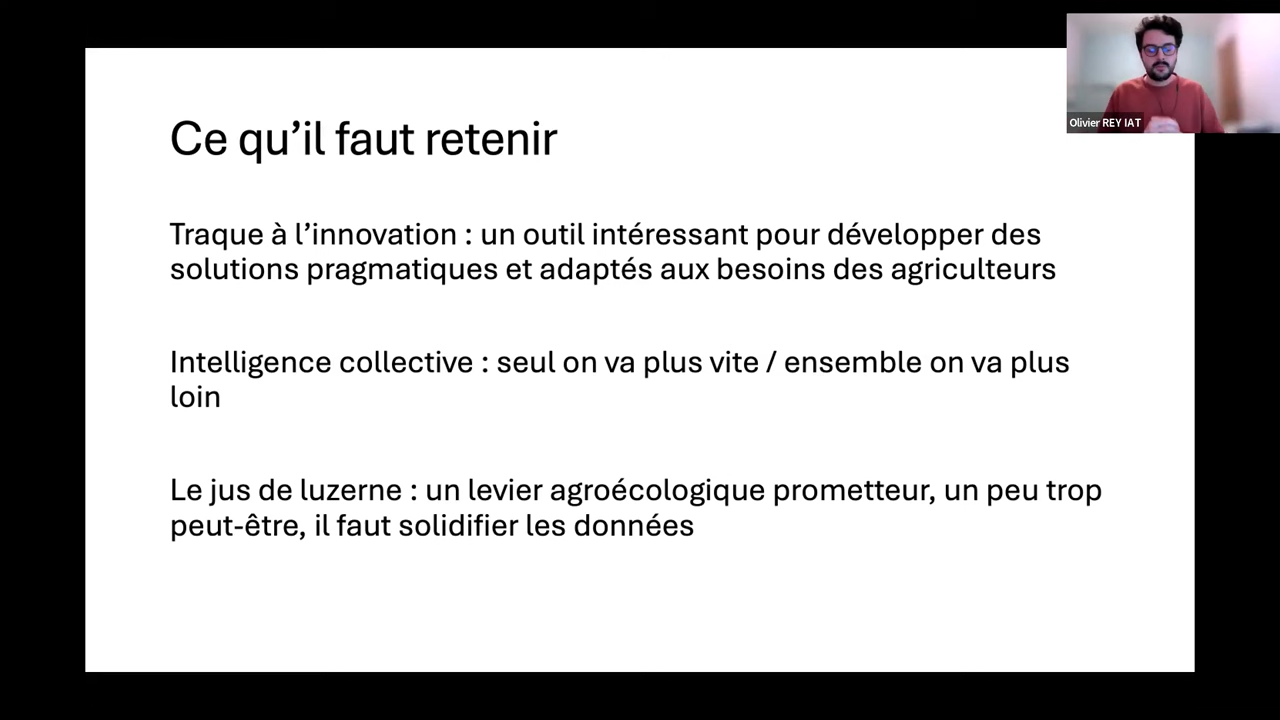 Olivier REY IAT
Ce qu’il faut retenir
Traque à l’innovation : un outil intéressant pour développer des
solutions pragmatiques et adaptés aux besoins des agriculteurs
Intelligence collective : seul on va plus vite / ensemble on va plus
loin
Le jus de luzerne : un levier agroécologique prometteur, un peu trop
peut-être, il faut solidifier les données